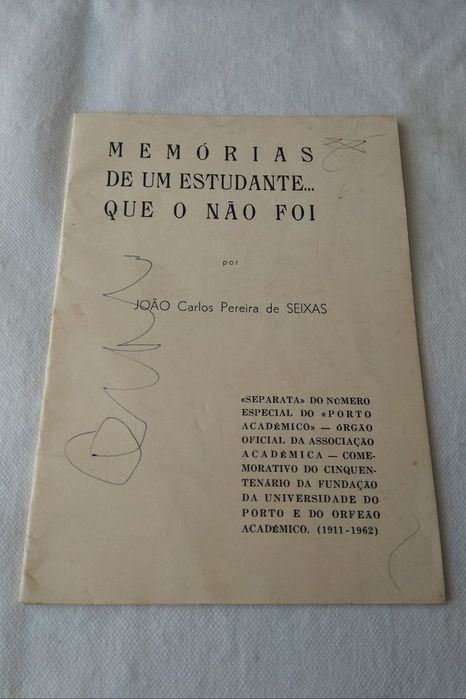 MEMÓRIAS
DE UM ESTUDANTE...
QUE O NÃO FOI
por
JOÃO Carlos Pereira de SEIXAS
«SEPARATA» DO NÚMERO
ESPECIAL DO «PORTO
ACADÉMICO» — ÓRGÃO
OFICIAL DA ASSOCIAÇÃO
ACADÉMICA — COME-
MORATIVO DO CINQUEN-
TENÁRIO DA FUNDAÇÃO
DA UNIVERSIDADE DO
PORTO E DO ORFEÃO
ACADÉMICO. (1911-1962)